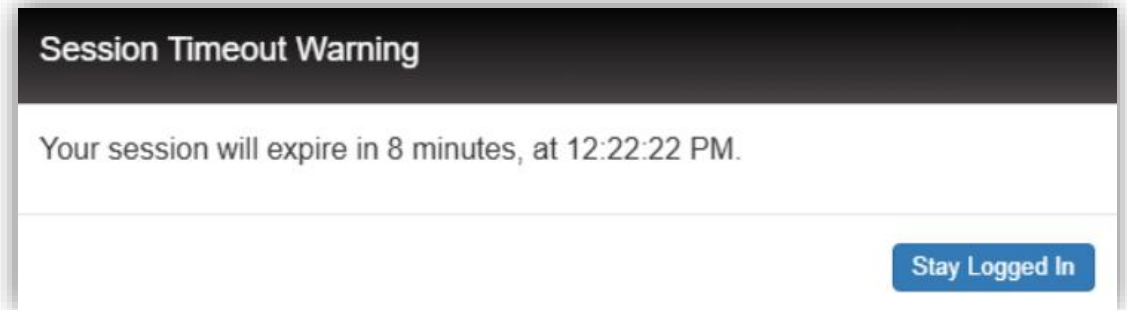 Session Timeout Warning
Your session will expire in 8 minutes, at 12:22:22 PM.
Stay Logged In